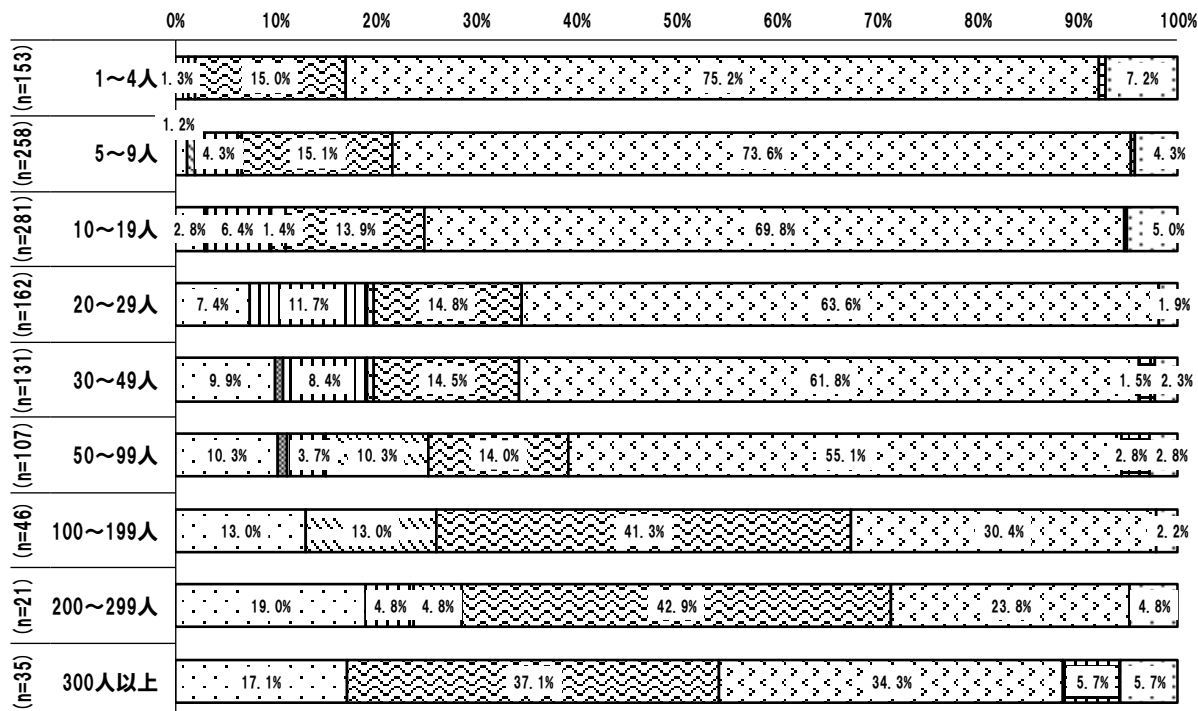 0% 10% 20% 30% 40% 50% 60% 70% 80% 90% 100%
(n=153) 1～4人 1.3% 15.0% 75.2% 7.2%
1.2%
(n=258) 5～9人 4.3% 15.1% 73.6% 4.3%
(n=281) 10～19人 2.8% 6.4% 1.4% 13.9% 69.8% 5.0%
(n=162) 20～29人 7.4% 11.7% 14.8% 63.6% 1.9%
(n=131) 30～49人 9.9% 8.4% 14.5% 61.8% 1.5% 2.3%
(n=107) 50～99人 10.3% 3.7% 10.3% 14.0% 55.1% 2.8% 2.8%
(n=46) 100～199人 13.0% 13.0% 41.3% 30.4% 2.2%
(n=21) 200～299人 19.0% 4.8% 4.8% 42.9% 23.8% 4.8%
(n=35) 300人以上 17.1% 37.1% 34.3% 5.7% 5.7%